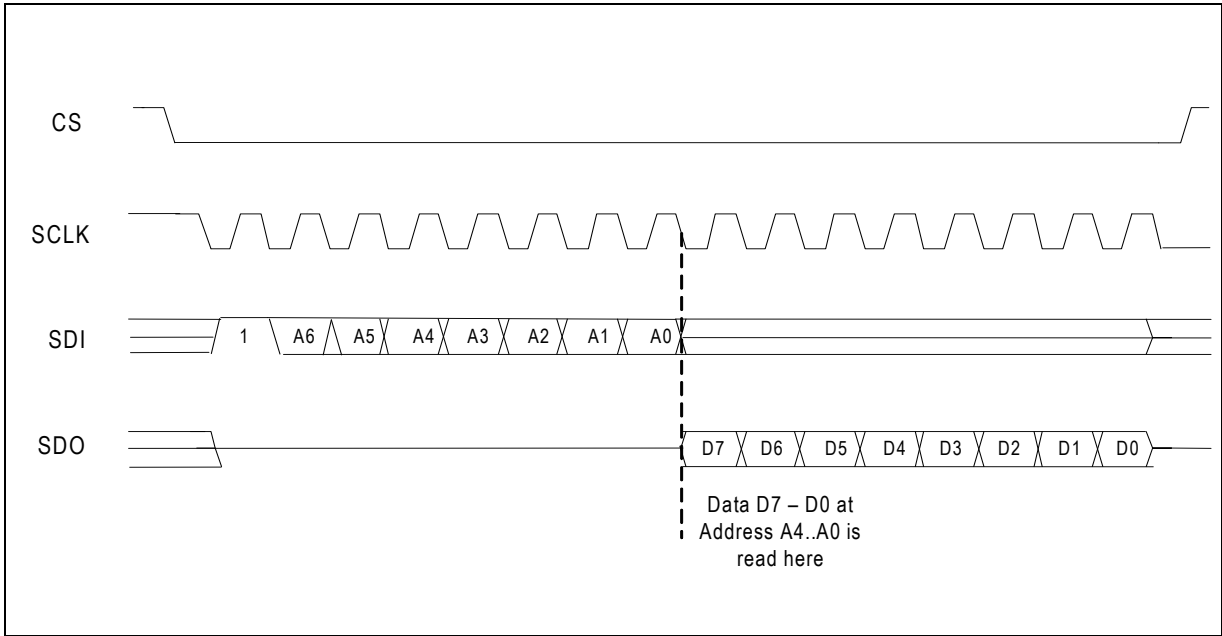 CS
SCLK
SDI
1 A6 A5 A4 A3 A2 A1 A0
SDO
D7 D6 D5 D4 D3 D2 D1 D0
Data D7 – D0 at
Address A4..A0 is
read here